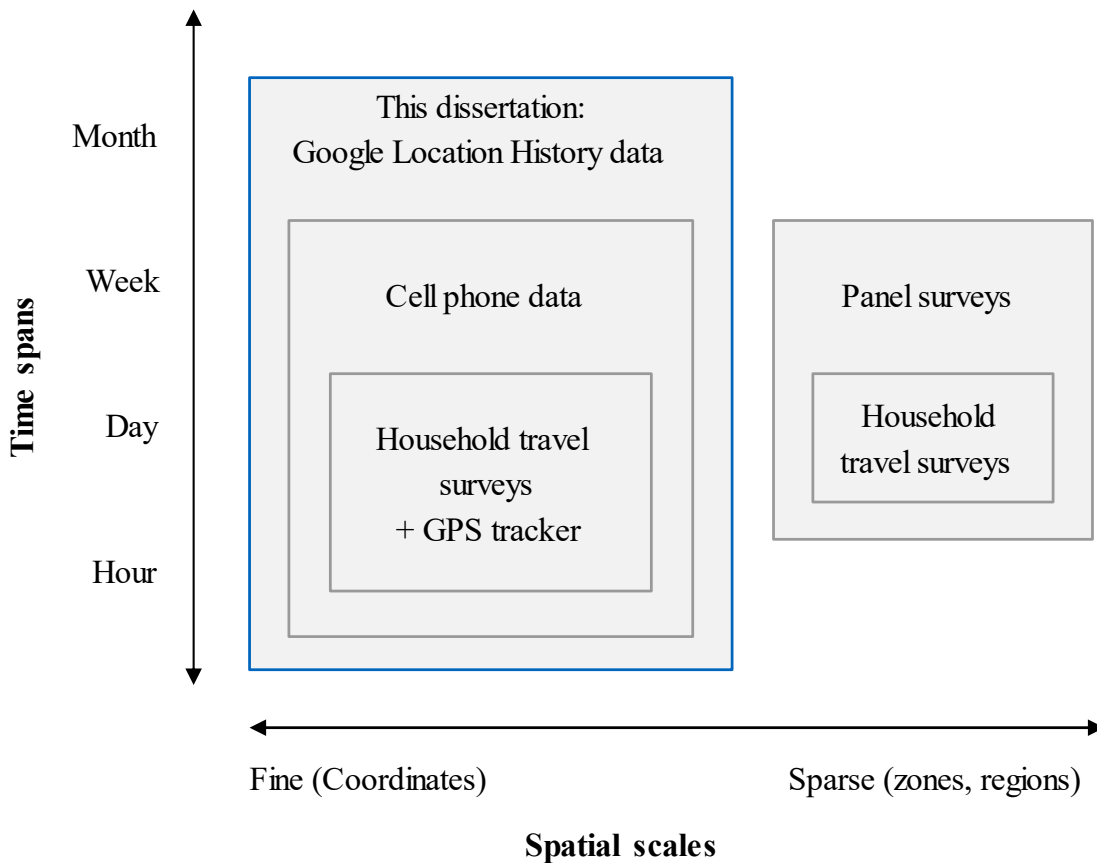 This dissertation:
Google Location History data
Month
Week
Cell phone data
Panel surveys
Time spans
Day
Household travel
surveys
+ GPS tracker
Household
travel surveys
Hour
Fine (Coordinates)
Sparse (zones, regions)
Spatial scales